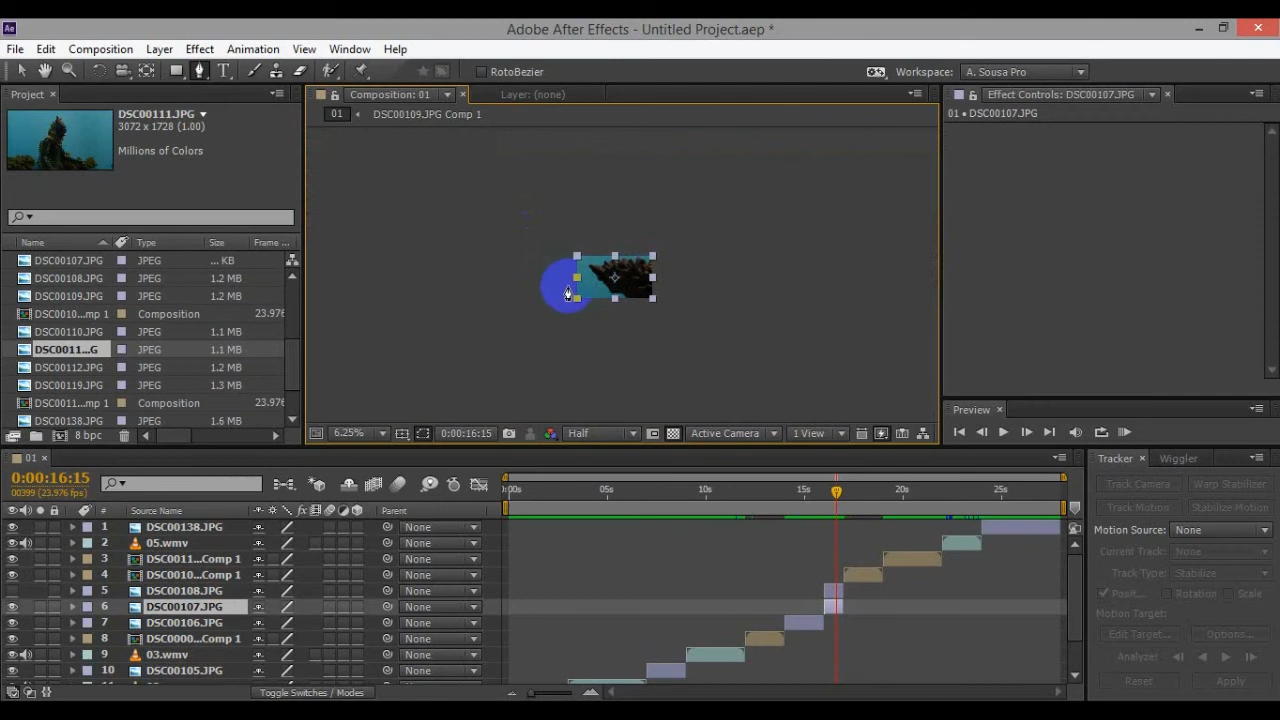 Ae
Adobe After Effects - Untitled Project.aep *
File Edit Composition Layer Effect Animation View Window Help
T RotoBezier Workspace: A. Sousa Pro
Project Composition: 01 Layer: (none) Effect Controls: DSC00107.JPG
01 DSC00109.JPG Comp 1
01 • DSC00107.JPG
DSC00111.JPG
3072 x 1728 (1.00)
Millions of Colors
Name Type Size Frame ...
DSC00107.JPG JPEG ... KB
DSC00108.JPG JPEG 1.2 MB
DSC00109.JPG JPEG 1.2 MB
DSC0010...mp 1 Composition 23.976
DSC00110.JPG JPEG 1.1 MB
DSC0011...G JPEG 1.1 MB
DSC00112.JPG JPEG 1.2 MB
DSC00119.JPG JPEG 1.3 MB
DSC0011...mp 1 Composition 23.976
DSC00138.JPG JPEG 1.6 MB
8 bpc
6.25% 0:00:16:15 Half Active Camera 1 View
Preview
01
0:00:16:15
00399 (23.976 fps)
:00s 05s 10s 15s 20s 25s
# Source Name Parent
1 DSC00138.JPG None
2 05.wmv None
3 DSC0011...Comp 1 None
4 DSC0010...Comp 1 None
5 DSC00108.JPG None
6 DSC00107.JPG None
7 DSC00106.JPG None
8 DSC0000...Comp 1 None
9 03.wmv None
10 DSC00105.JPG None
Toggle Switches / Modes
Tracker Wiggler
Track Camera Warp Stabilizer
Track Motion Stabilize Motion
Motion Source: None
Current Track: None
Track Type: Stabilize
Posit... Rotation Scale
Motion Target:
Edit Target... Options...
Analyze:
Reset Apply